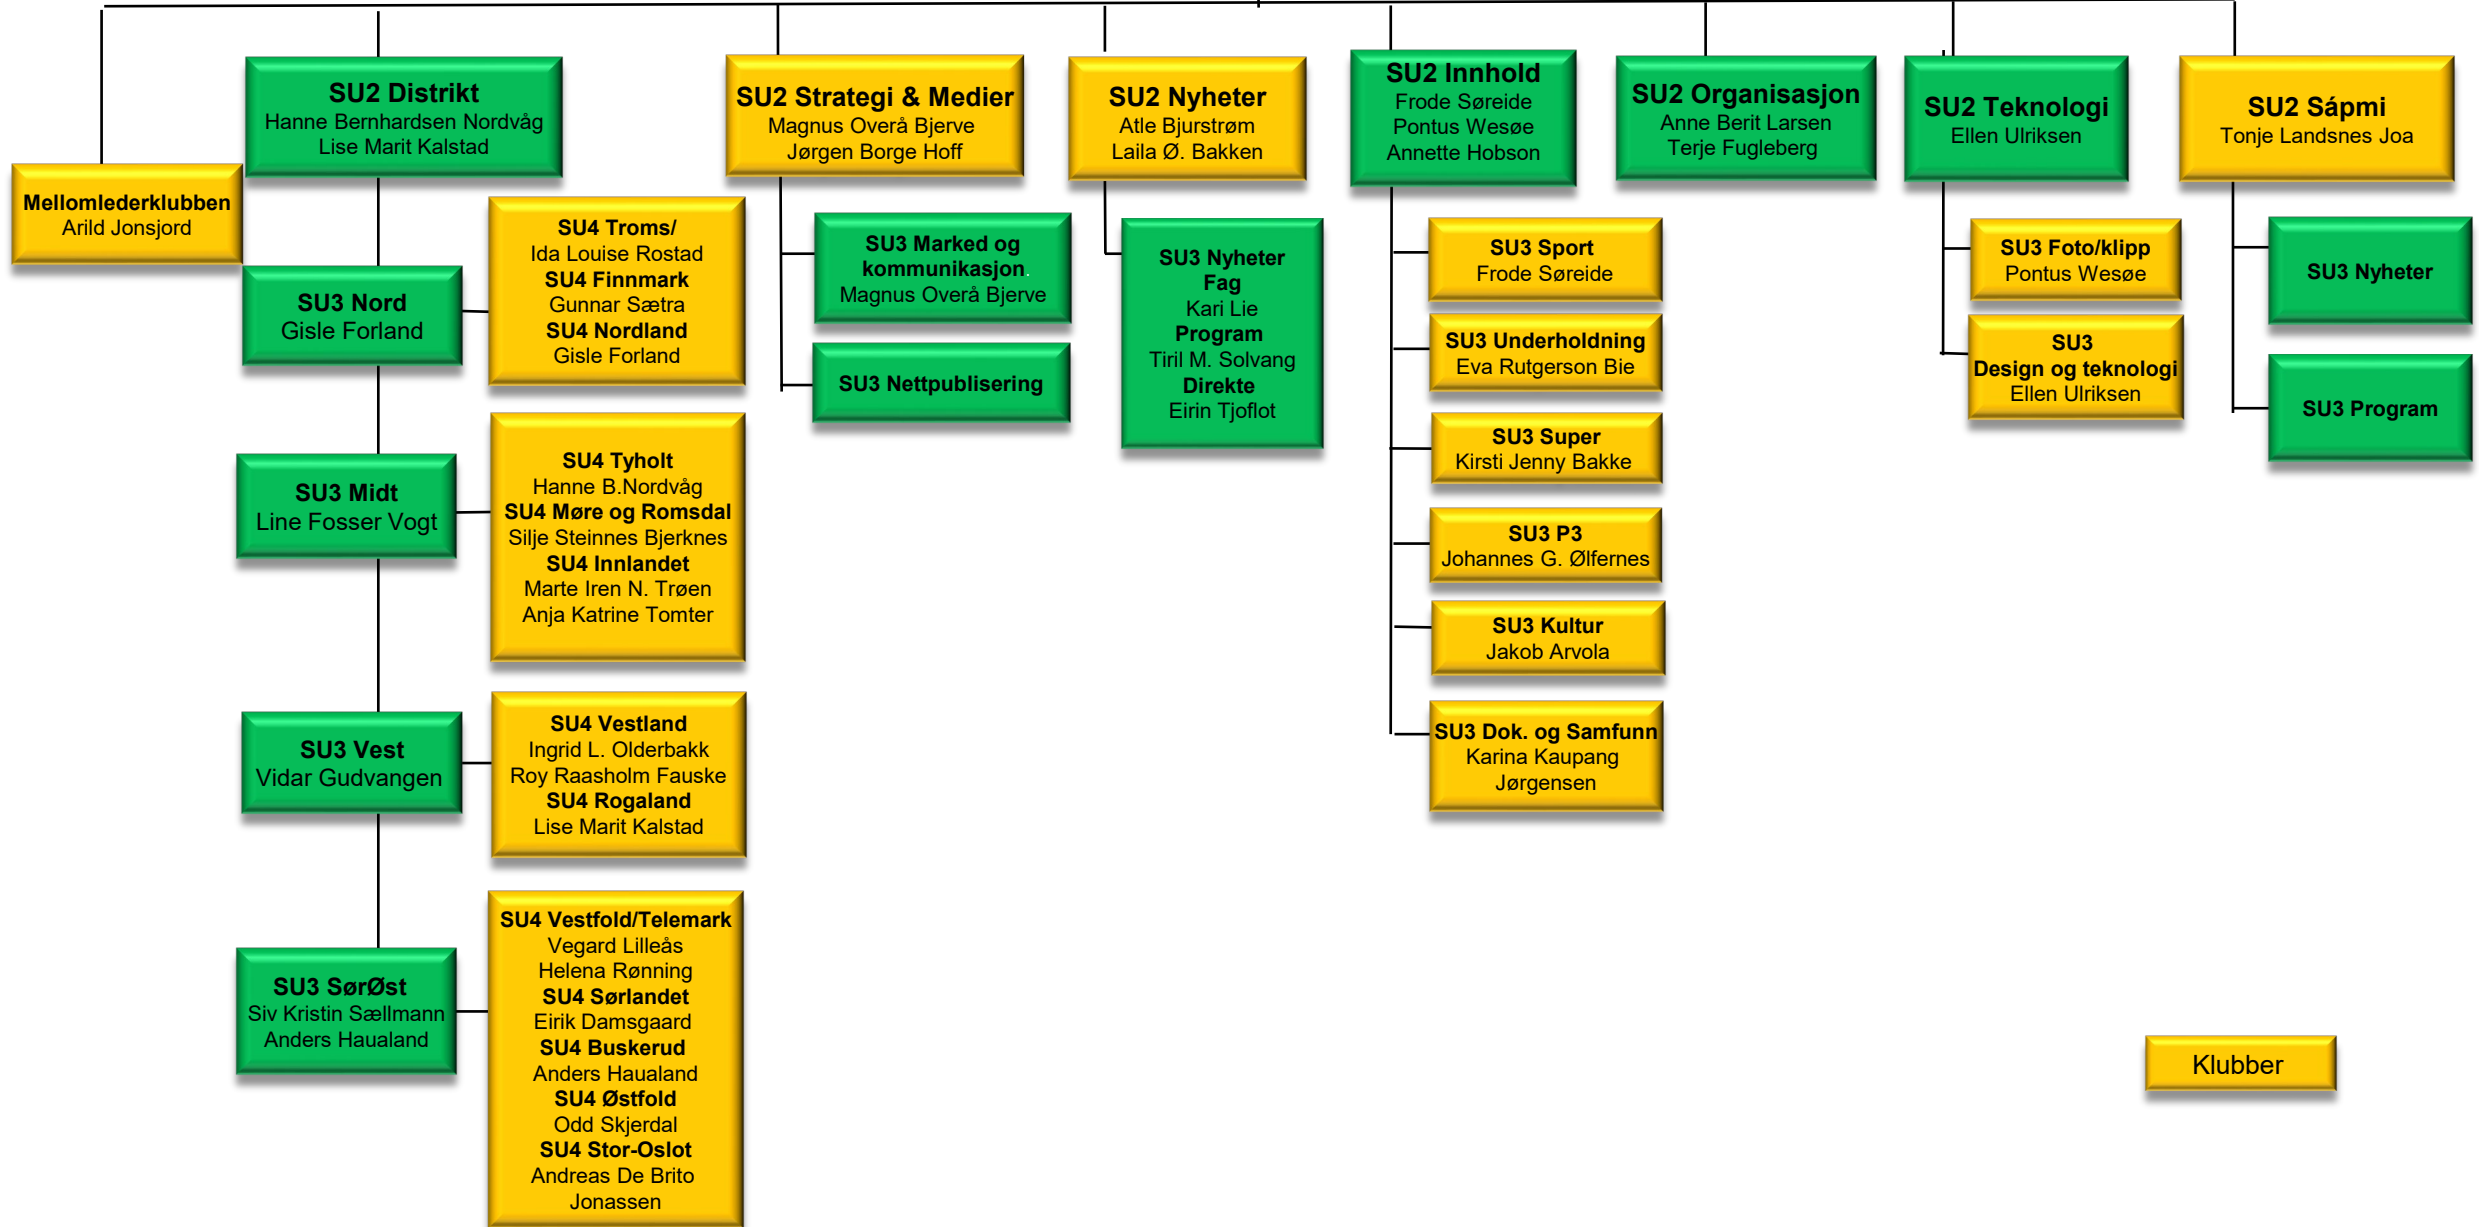 Mellomlederklubben
Arild Jonsjord
SU2 Distrikt
Hanne Bernhardsen Nordvåg
Lise Marit Kalstad
SU3 Nord
Gisle Forland
SU4 Troms/
Ida Louise Rostad
SU4 Finnmark
Gunnar Sætra
SU4 Nordland
Gisle Forland
SU3 Midt
Line Fosser Vogt
SU4 Tyholt
Hanne B.Nordvåg
SU4 Møre og Romsdal
Silje Steinnes Bjerknes
SU4 Innlandet
Marte Iren N. Trøen
Anja Katrine Tomter
SU3 Vest
Vidar Gudvangen
SU4 Vestland
Ingrid L. Olderbakk
Roy Raasholm Fauske
SU4 Rogaland
Lise Marit Kalstad
SU3 SørØst
Siv Kristin Sællmann
Anders Haualand
SU4 Vestfold/Telemark
Vegard Lilleås
Helena Rønning
SU4 Sørlandet
Eirik Damsgaard
SU4 Buskerud
Anders Haualand
SU4 Østfold
Odd Skjerdal
SU4 Stor-Oslot
Andreas De Brito
Jonassen
SU2 Strategi & Medier
Magnus Overå Bjerve
Jørgen Borge Hoff
SU3 Marked og
kommunikasjon.
Magnus Overå Bjerve
SU3 Nettpublisering
SU2 Nyheter
Atle Bjurstrøm
Laila Ø. Bakken
SU3 Nyheter
Fag
Kari Lie
Program
Tiril M. Solvang
Direkte
Eirin Tjoflot
SU2 Innhold
Frode Søreide
Pontus Wesøe
Annette Hobson
SU3 Sport
Frode Søreide
SU3 Underholdning
Eva Rutgerson Bie
SU3 Super
Kirsti Jenny Bakke
SU3 P3
Johannes G. Ølfernes
SU3 Kultur
Jakob Arvola
SU3 Dok. og Samfunn
Karina Kaupang
Jørgensen
SU2 Organisasjon
Anne Berit Larsen
Terje Fugleberg
SU2 Teknologi
Ellen Ulriksen
SU3 Foto/klipp
Pontus Wesøe
SU3
Design og teknologi
Ellen Ulriksen
SU2 Sápmi
Tonje Landsnes Joa
SU3 Nyheter
SU3 Program
Klubber